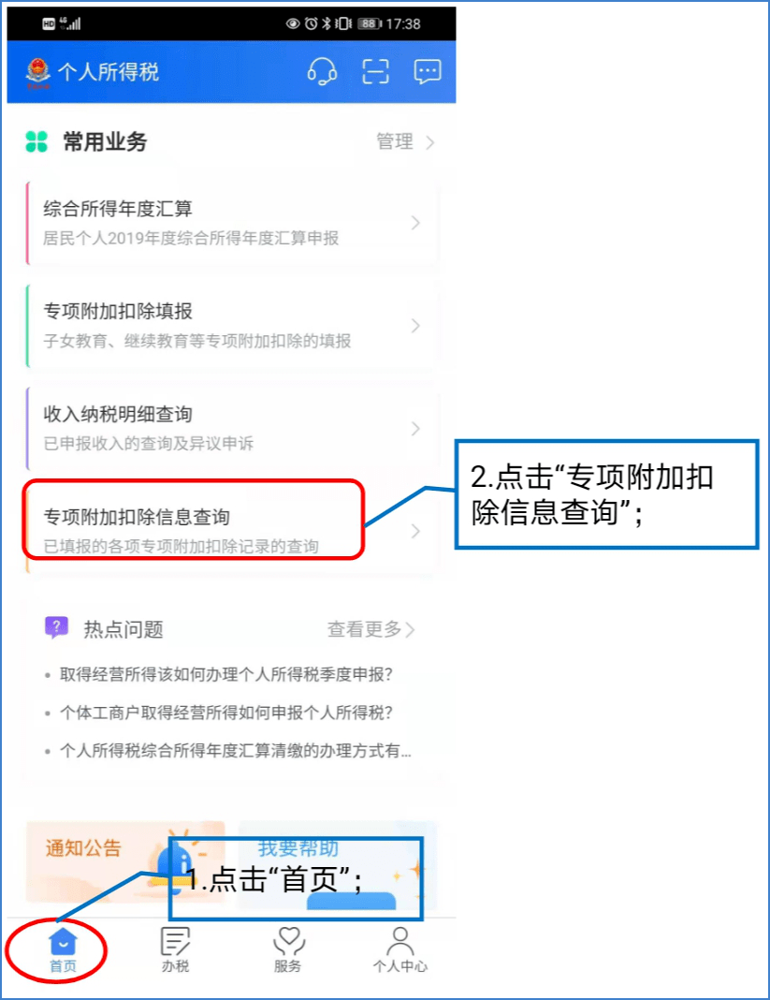 HD 4G 88 17:38
个人所得税
常用业务 管理
综合所得年度汇算
居民个人2019年度综合所得年度汇算申报
专项附加扣除填报
子女教育、继续教育等专项附加扣除的填报
收入纳税明细查询
已申报收入的查询及异议申诉
专项附加扣除信息查询
已填报的各项专项附加扣除记录的查询
2.点击“专项附加扣
除信息查询”；
热点问题 查看更多
• 取得经营所得该如何办理个人所得税季度申报?
• 个体工商户取得经营所得如何申报个人所得税?
• 个人所得税综合所得年度汇算清缴的办理方式有...
通知公告 我要帮助
1.点击“首页”；
首页 办税 服务 个人中心